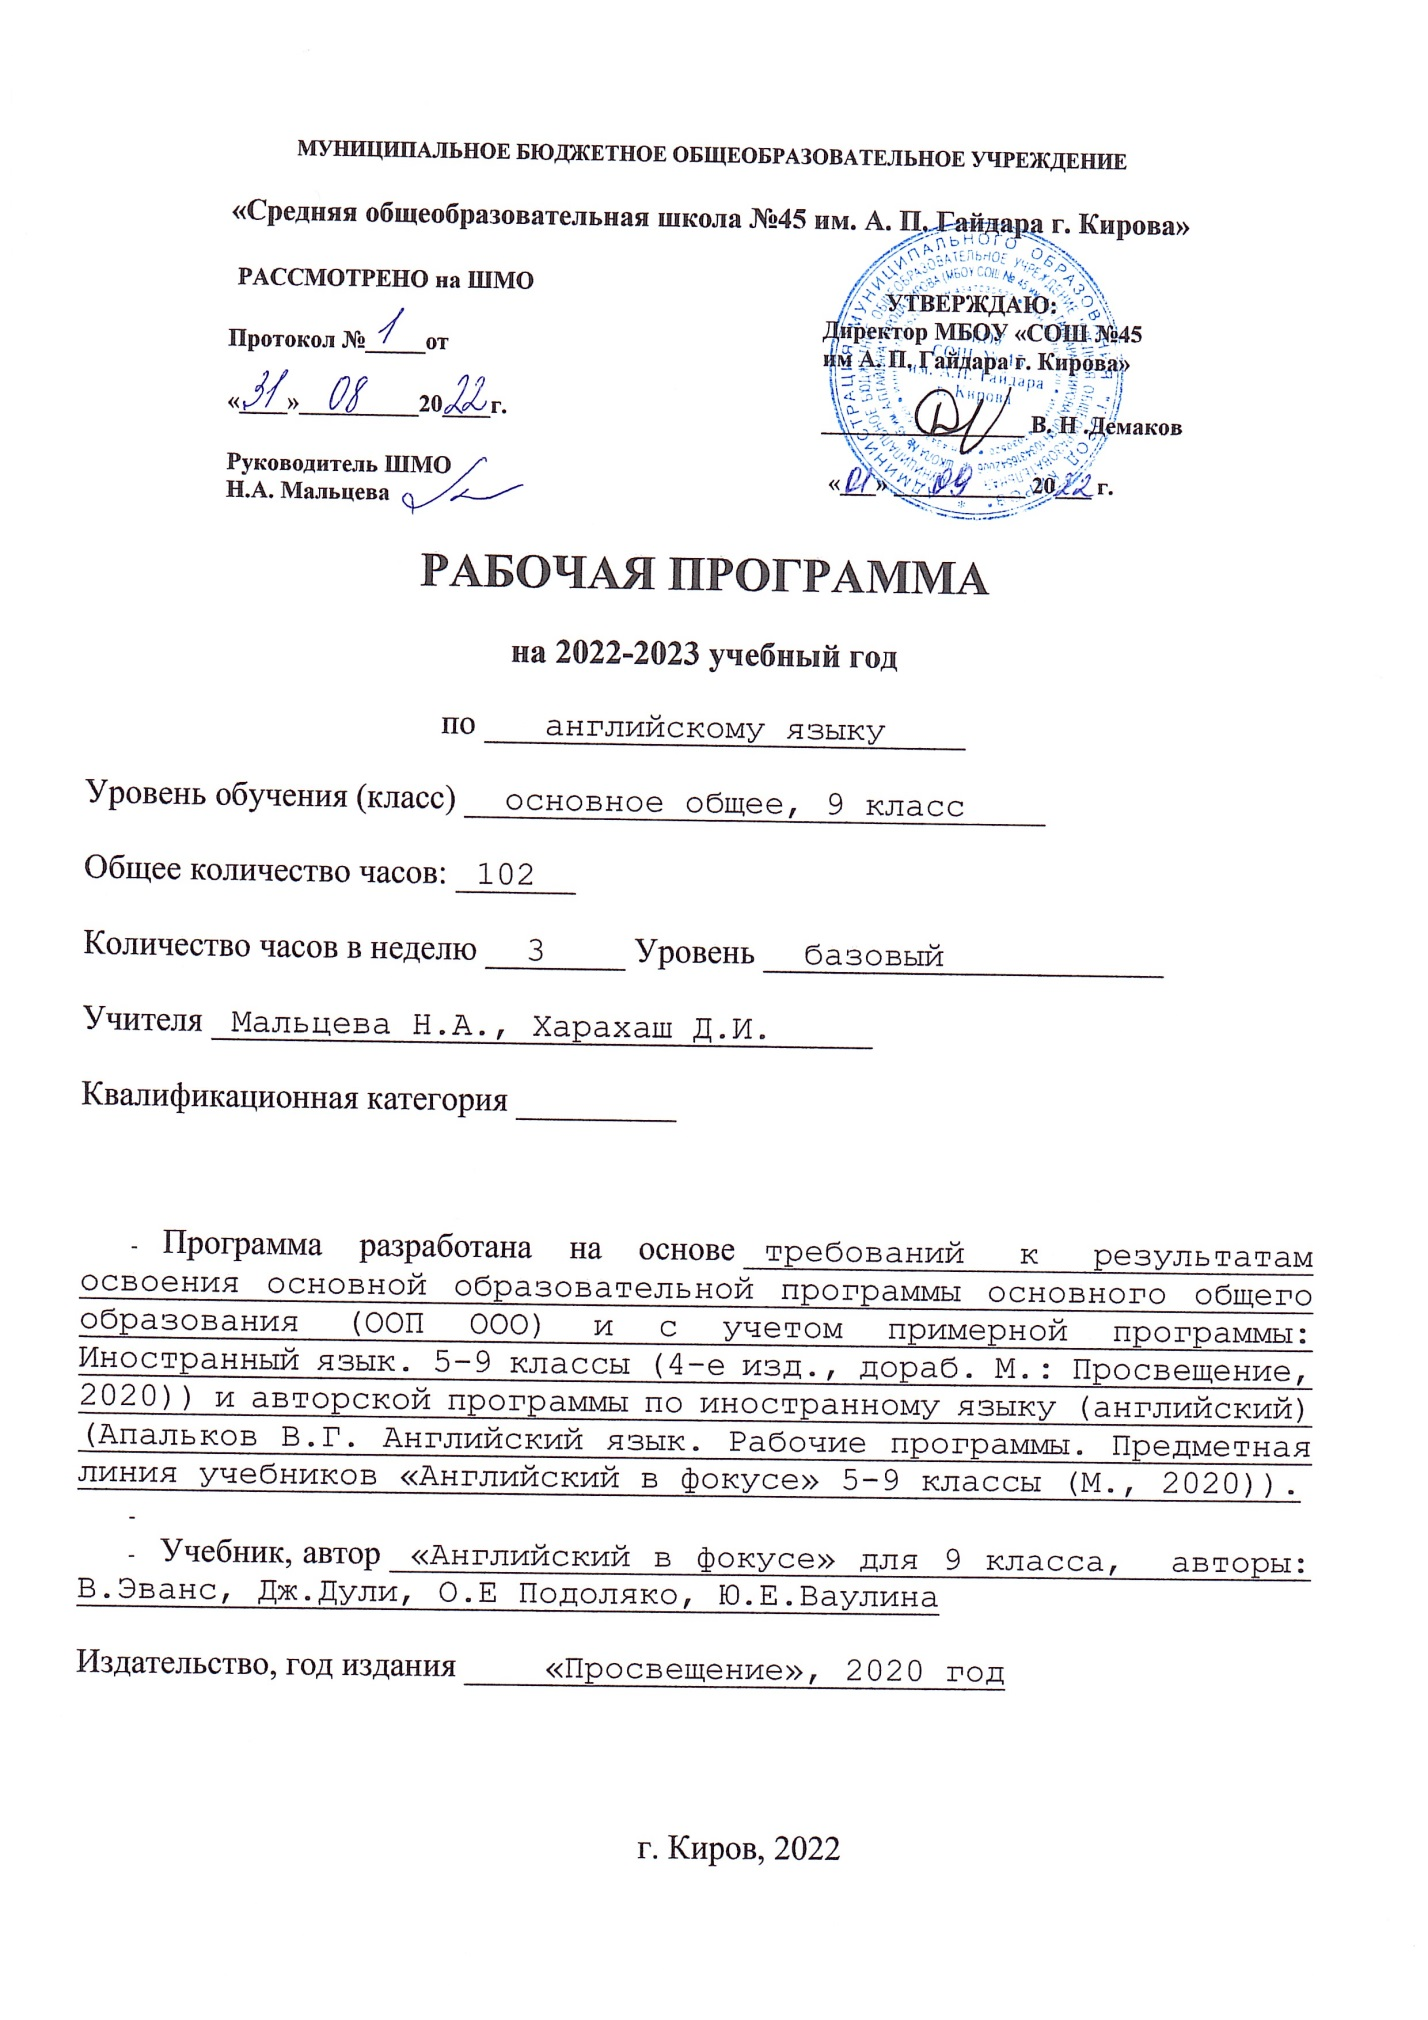 МУНИЦИПАЛЬНОЕ БЮДЖЕТНОЕ ОБЩЕОБРАЗОВАТЕЛЬНОЕ УЧРЕЖДЕНИЕ
«Средняя общеобразовательная школа №45 им. А. П. Гайдара г. Кирова»
РАССМОТРЕНО на ШМО
Протокол № 1 от
«31» 08 2022 г.
Руководитель ШМО
Н.А. Мальцева
УТВЕРЖДАЮ:
Директор МБОУ «СОШ №45
им А. П. Гайдара г. Кирова»
В. Н .Демаков
«01» 09 2022 г.
РАБОЧАЯ ПРОГРАММА
на 2022-2023 учебный год
по английскому языку
Уровень обучения (класс) основное общее, 9 класс
Общее количество часов: 102
Количество часов в неделю 3 Уровень базовый
Учителя Мальцева Н.А., Харахаш Д.И.
Квалификационная категория
- Программа разработана на основе требований к результатам
освоения основной образовательной программы основного общего
образования (ООП ООО) и с учетом примерной программы:
Иностранный язык. 5-9 классы (4-е изд., дораб. М.: Просвещение,
2020)) и авторской программы по иностранному языку (английский)
(Апальков В.Г. Английский язык. Рабочие программы. Предметная
линия учебников «Английский в фокусе» 5-9 классы (М., 2020)).
-
- Учебник, автор «Английский в фокусе» для 9 класса, авторы:
В.Эванс, Дж.Дули, О.Е Подоляко, Ю.Е.Ваулина
Издательство, год издания «Просвещение», 2020 год
г. Киров, 2022